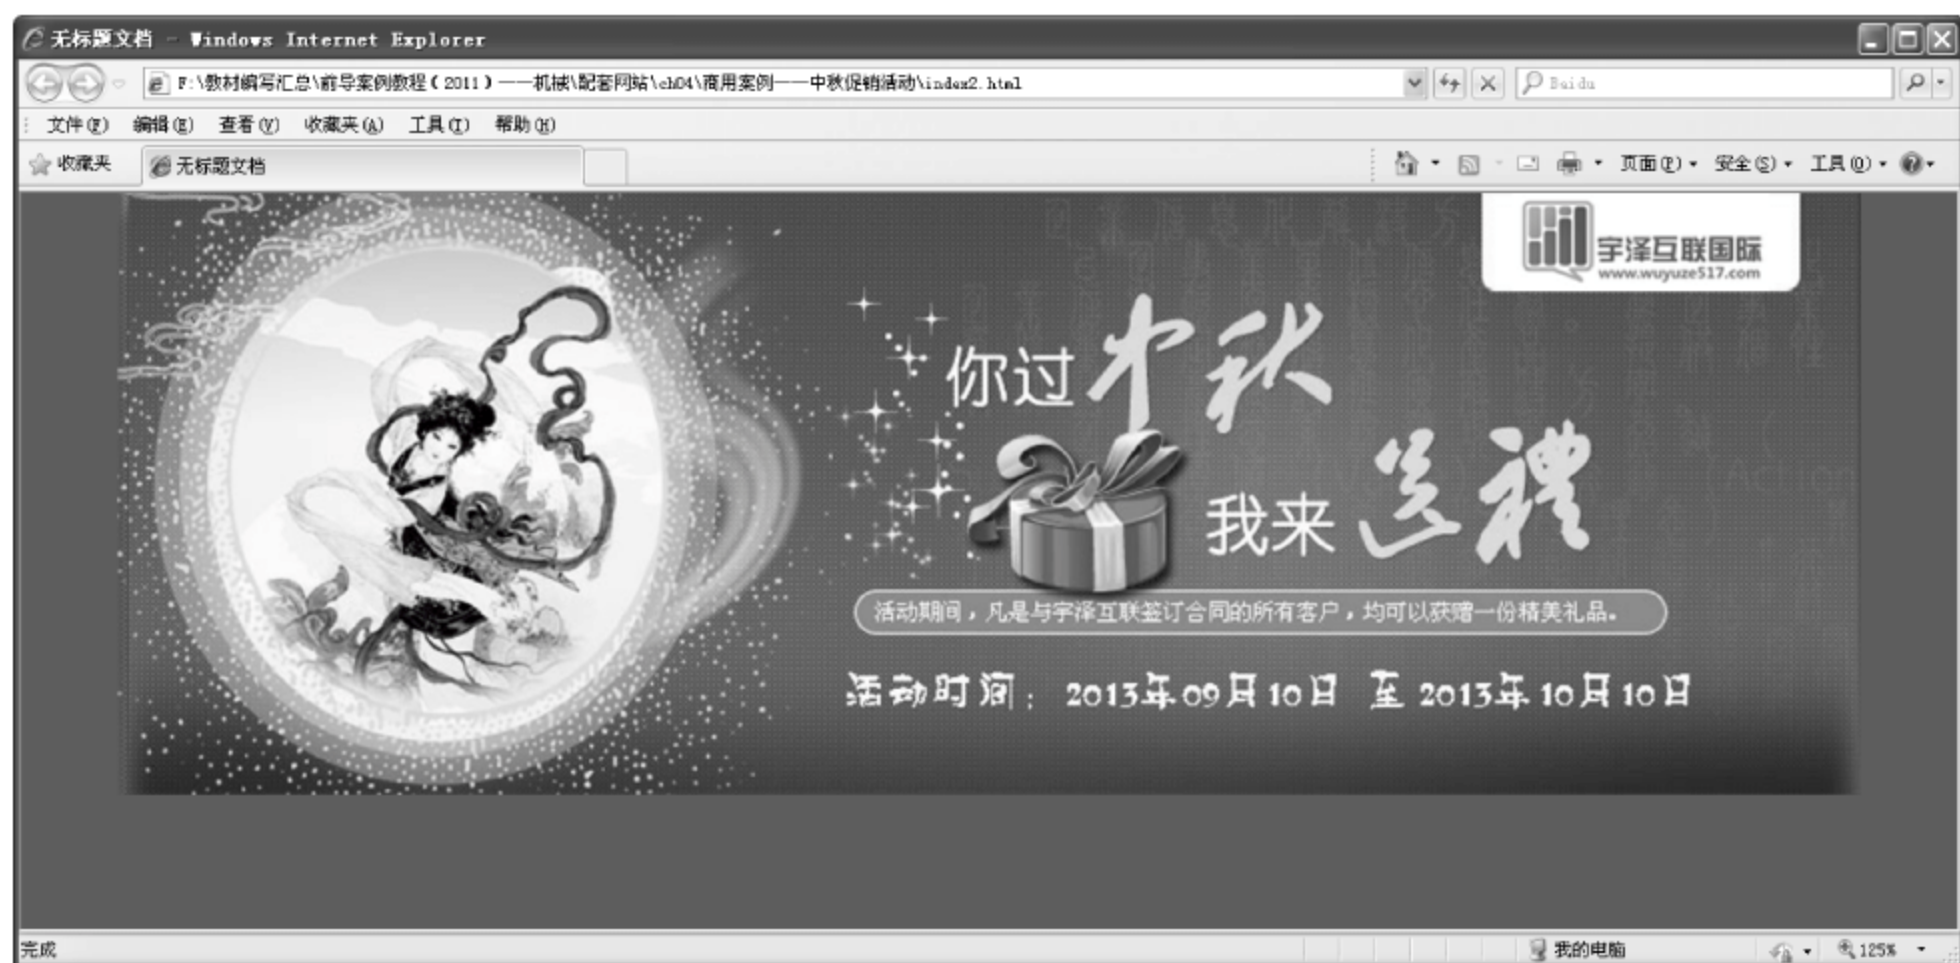 无标题文档 - Windows Internet Explorer
F:\教材编写汇总\前导案例教程(2011)——机械\配套网站\ch04\商用案例——中秋促销活动\index2.html
Baidu
文件(F) 编辑(E) 查看(V) 收藏夹(A) 工具(T) 帮助(H)
收藏夹 无标题文档 页面(P) 安全(S) 工具(O)
宇泽互联国际
www.wuyuze517.com
你过中秋
我来送禮
活动期间，凡是与宇泽互联签订合同的所有客户，均可以获赠一份精美礼品。
活动时间： 2013年09月10日 至 2013年10月10日
完成 我的电脑 125%